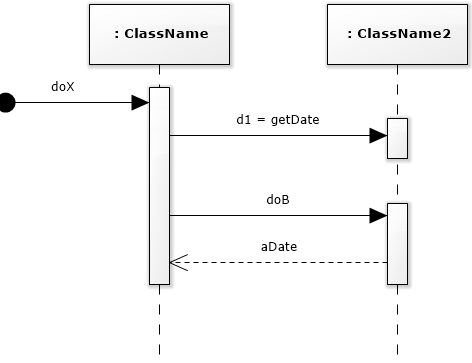 : ClassName
: ClassName2
doX
d1 = getDate
doB
aDate